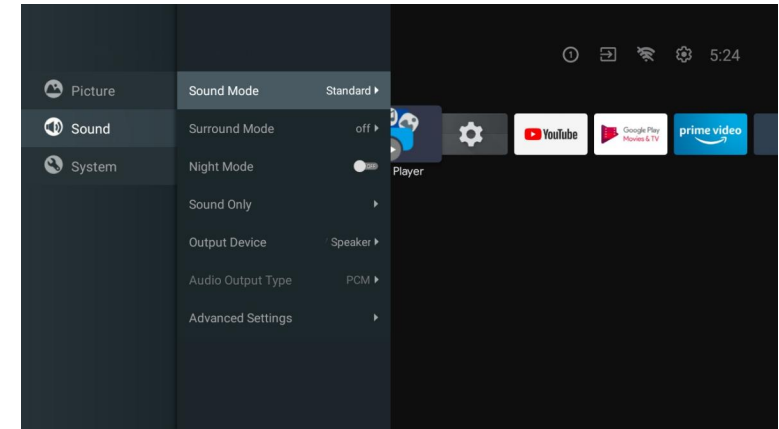 5:24
Picture
Sound
System
Sound Mode Standard
Surround Mode off
Night Mode
Sound Only
Output Device Speaker
Audio Output Type PCM
Advanced Settings
Player
YouTube
Google Play
Movies & TV
prime video